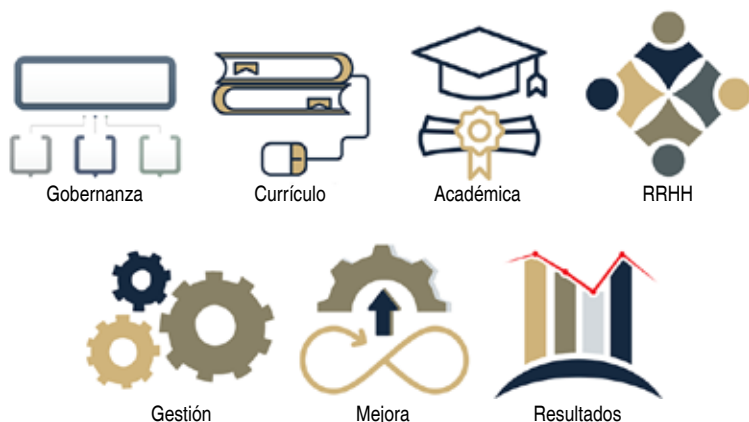 Gobernanza
Currículo
Académica
RRHH
Gestión
Mejora
Resultados